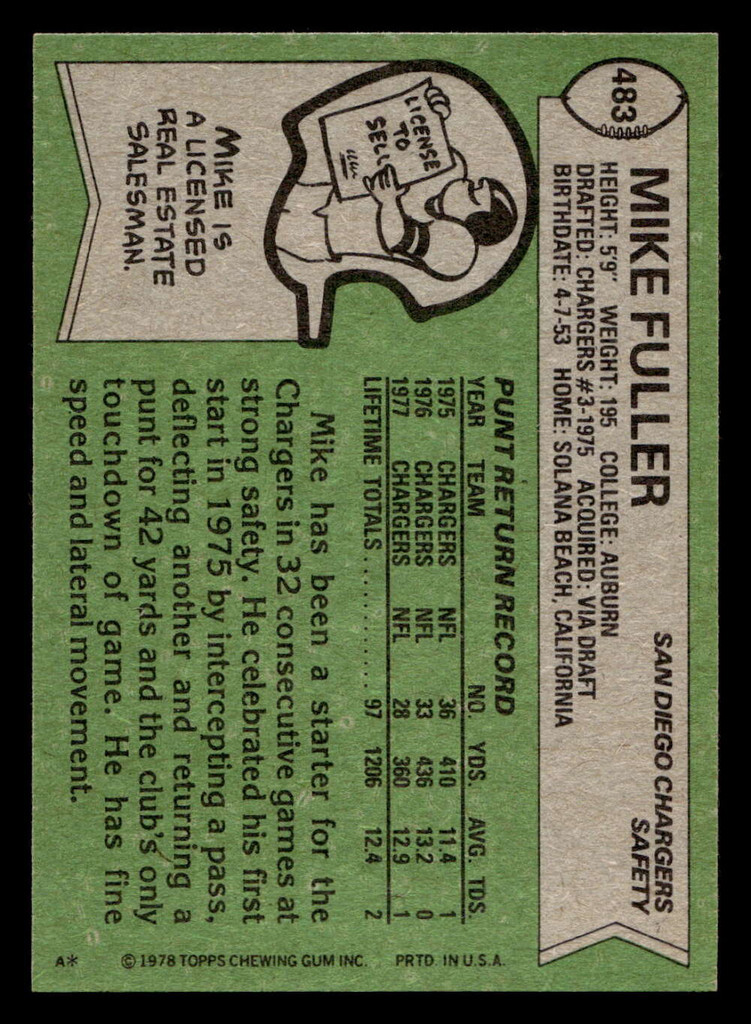 483
MIKE FULLER
SAN DIEGO CHARGERS
SAFETY
HEIGHT: 5'9" WEIGHT: 195 COLLEGE: AUBURN
DRAFTED: CHARGERS #3-1975 ACQUIRED: VIA DRAFT
BIRTHDATE: 4-7-53 HOME: SOLANA BEACH, CALIFORNIA
LICENSE
TO
SELL
MIKE IS
A LICENSED
REAL ESTATE
SALESMAN.
PUNT RETURN RECORD
YEAR TEAM NO. YDS. AVG. TDS.
1975 CHARGERS NFL 36 410 11.4 1
1976 CHARGERS NFL 33 436 13.2 0
1977 CHARGERS NFL 28 360 12.9 1
LIFETIME TOTALS............ 97 1206 12.4 2
Mike has been a starter for the
Chargers in 32 consecutive games at
strong safety. He celebrated his first
start in 1975 by intercepting a pass,
deflecting another and returning a
punt for 42 yards and the club's only
touchdown of game. He has fine
speed and lateral movement.
A* © 1978 TOPPS CHEWING GUM INC. PRTD. IN U.S.A.